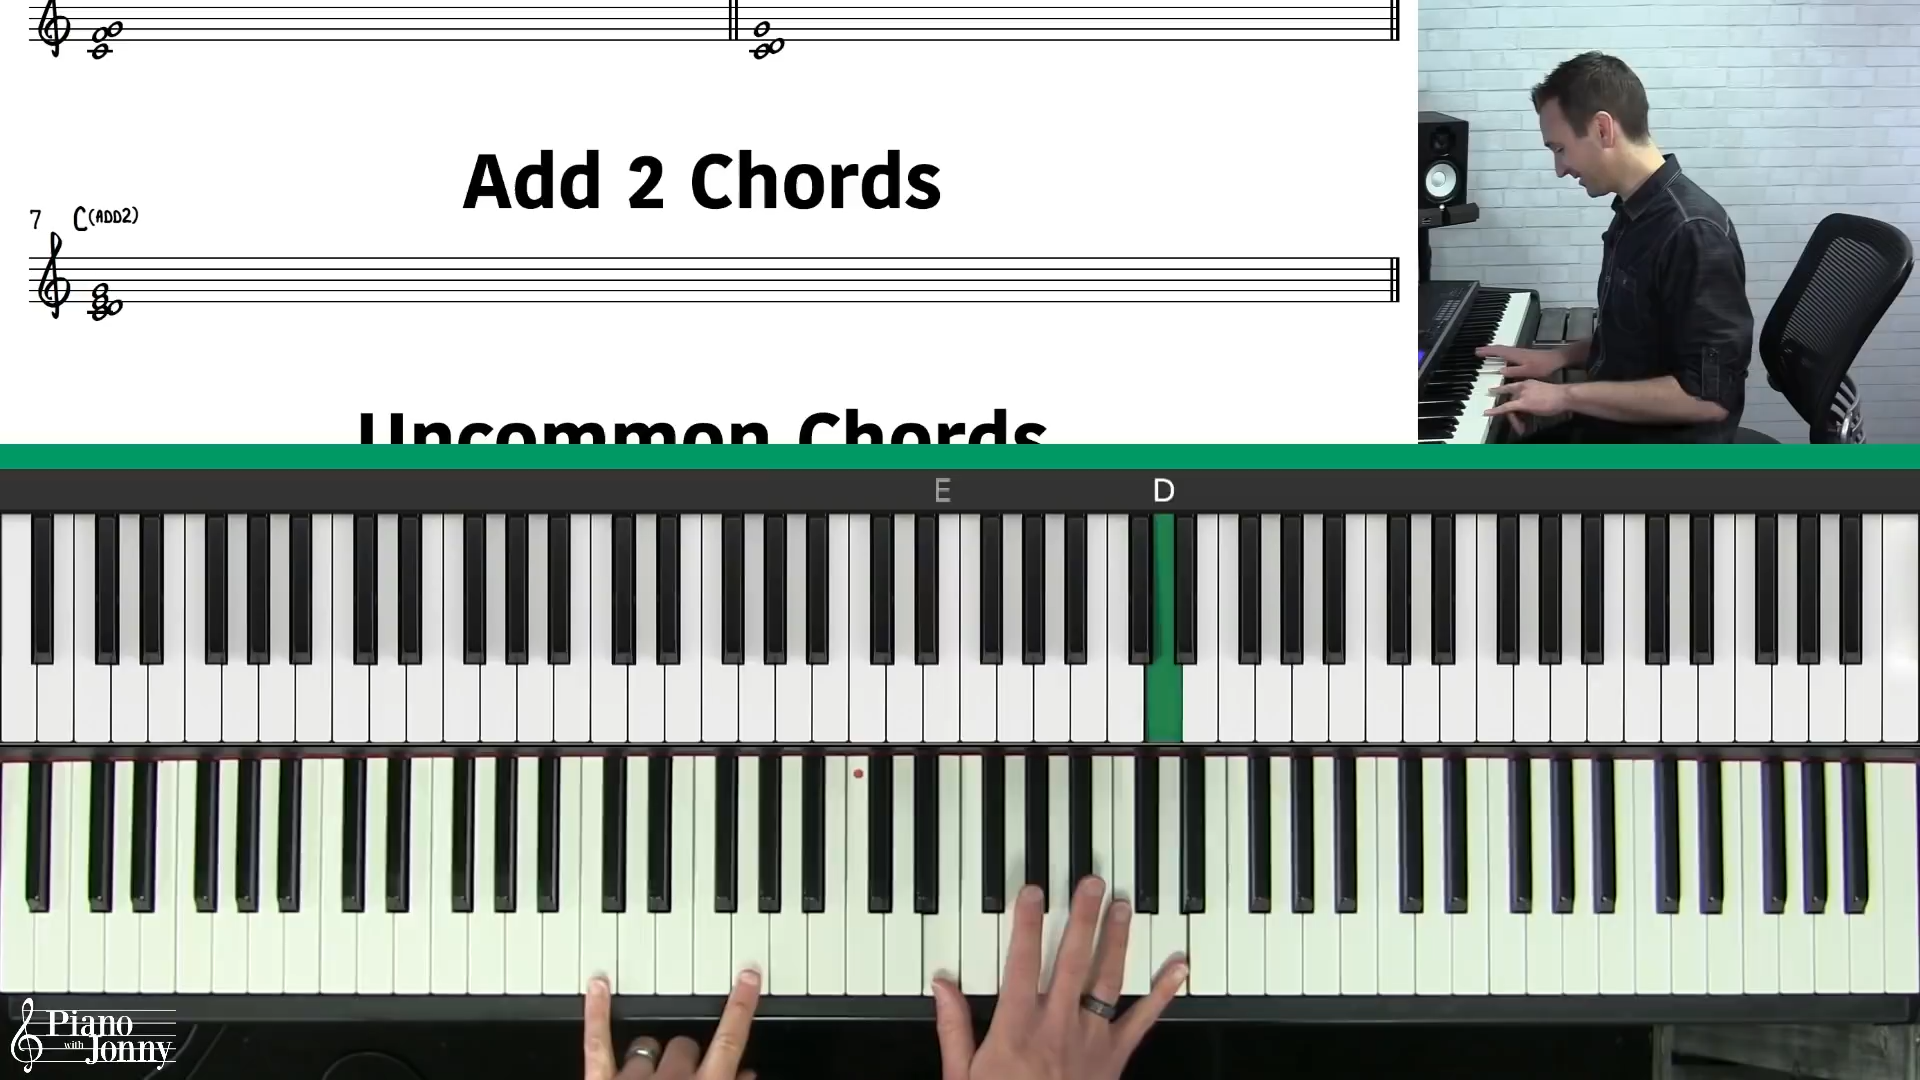 Add 2 Chords
7 C(ADD2)
Uncommon Chords
E D
Piano
with
Jonny